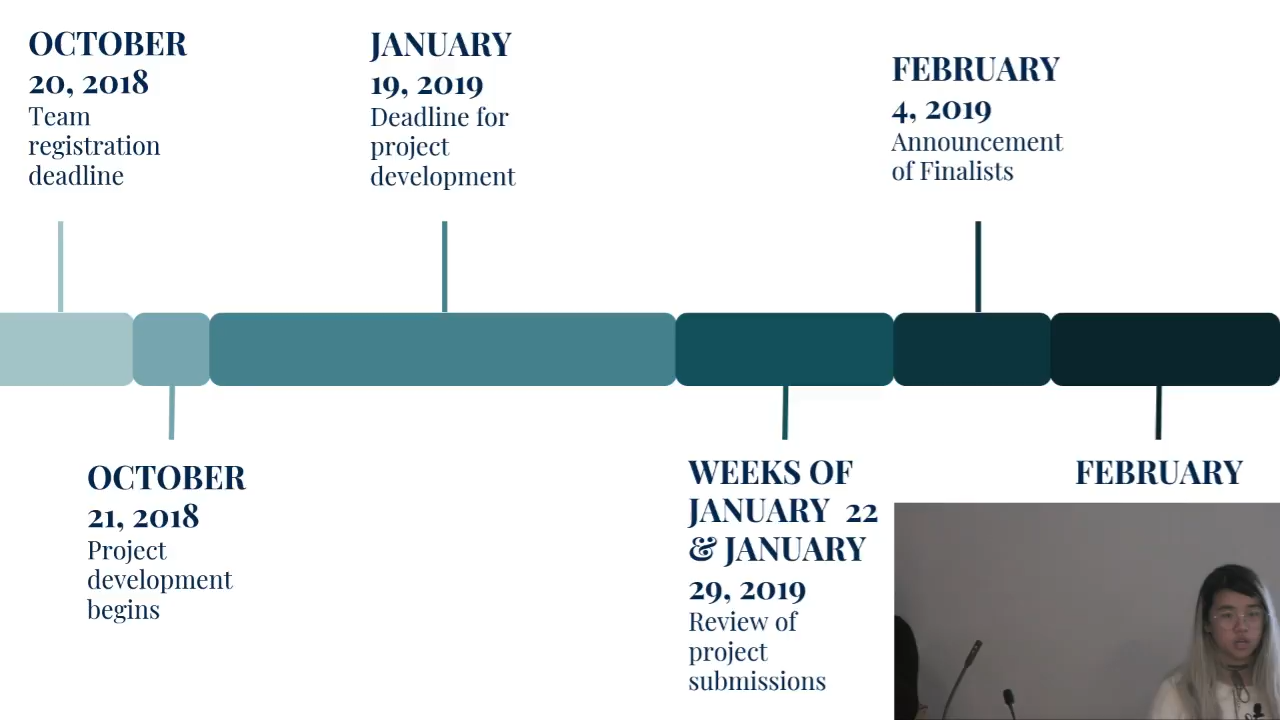 OCTOBER
20, 2018
Team
registration
deadline
JANUARY
19, 2019
Deadline for
project
development
FEBRUARY
4, 2019
Announcement
of Finalists
OCTOBER
21, 2018
Project
development
begins
WEEKS OF
JANUARY 22
& JANUARY
29, 2019
Review of
project
submissions
FEBRUARY